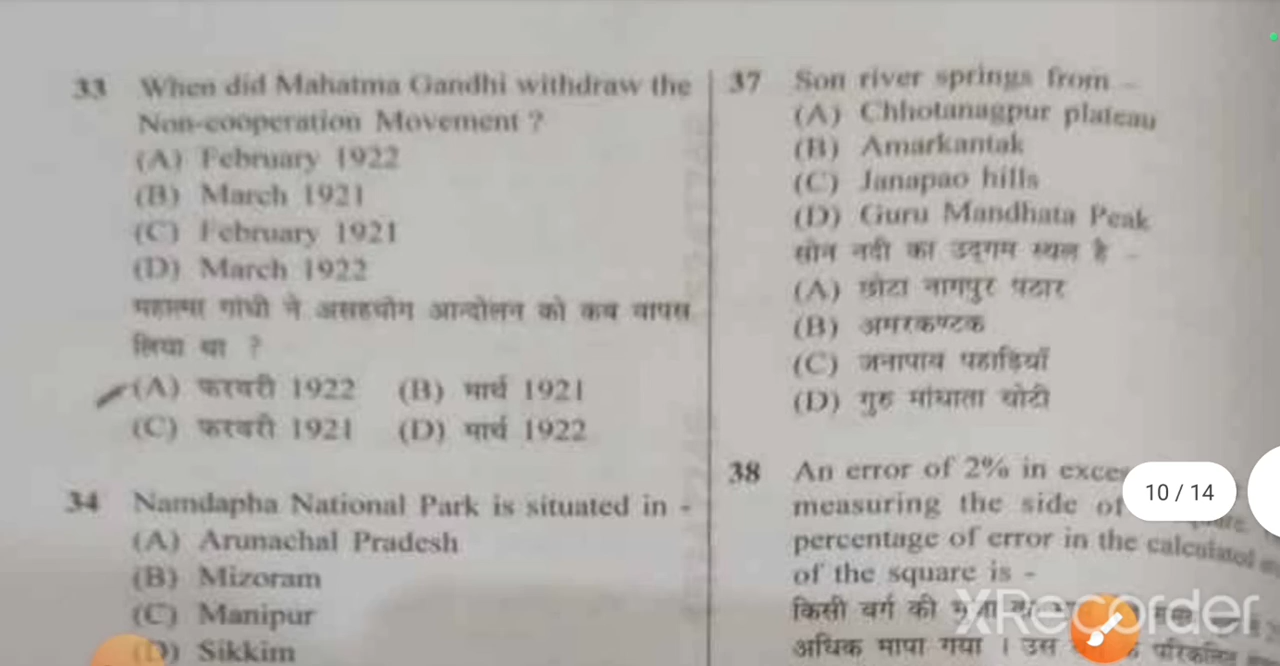 33 When did Mahatma Gandhi withdraw the
Non-cooperation Movement ?
(A) February 1922
(B) March 1921
(C) February 1921
(D) March 1922
महात्मा गांधी ने असहयोग आन्दोलन को कब वापस
लिया था ?
(A) फरवरी 1922 (B) मार्च 1921
(C) फरवरी 1921 (D) मार्च 1922
34 Namdapha National Park is situated in -
(A) Arunachal Pradesh
(B) Mizoram
(C) Manipur
(D) Sikkim
37 Son river springs from -
(A) Chhotanagpur plateau
(B) Amarkantak
(C) Janapao hills
(D) Guru Mandhata Peak
सोन नदी का उद्गम स्थल है -
(A) छोटा नागपुर पठार
(B) अमरकण्टक
(C) जनापाव पहाड़ियाँ
(D) गुरु मांधाता चोटी
38 An error of 2% in
measuring the side of
percentage of error in the calculated
of the square is -
किसी वर्ग की
अधिक मापा गया । उस
10 / 14
XRecorder